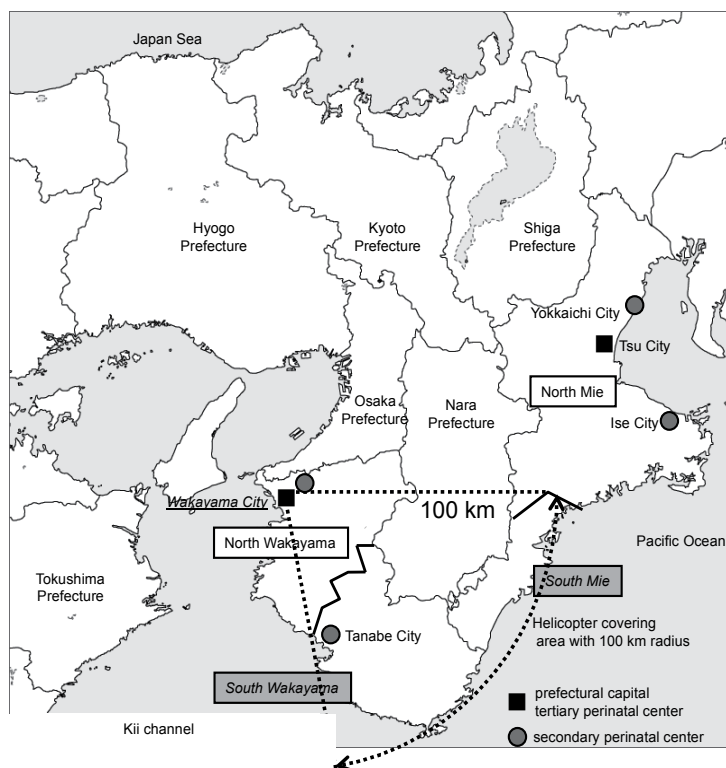 Japan Sea
Hyogo
Prefecture
Kyoto
Prefecture
Shiga
Prefecture
Yokkaichi City
Tsu City
North Mie
Osaka
Prefecture
Nara
Prefecture
Ise City
Wakayama City
100 km
North Wakayama
Pacific Ocean
Tokushima
Prefecture
South Mie
Helicopter covering
area with 100 km radius
Tanabe City
South Wakayama
prefectural capital
tertiary perinatal center
Kii channel
secondary perinatal center